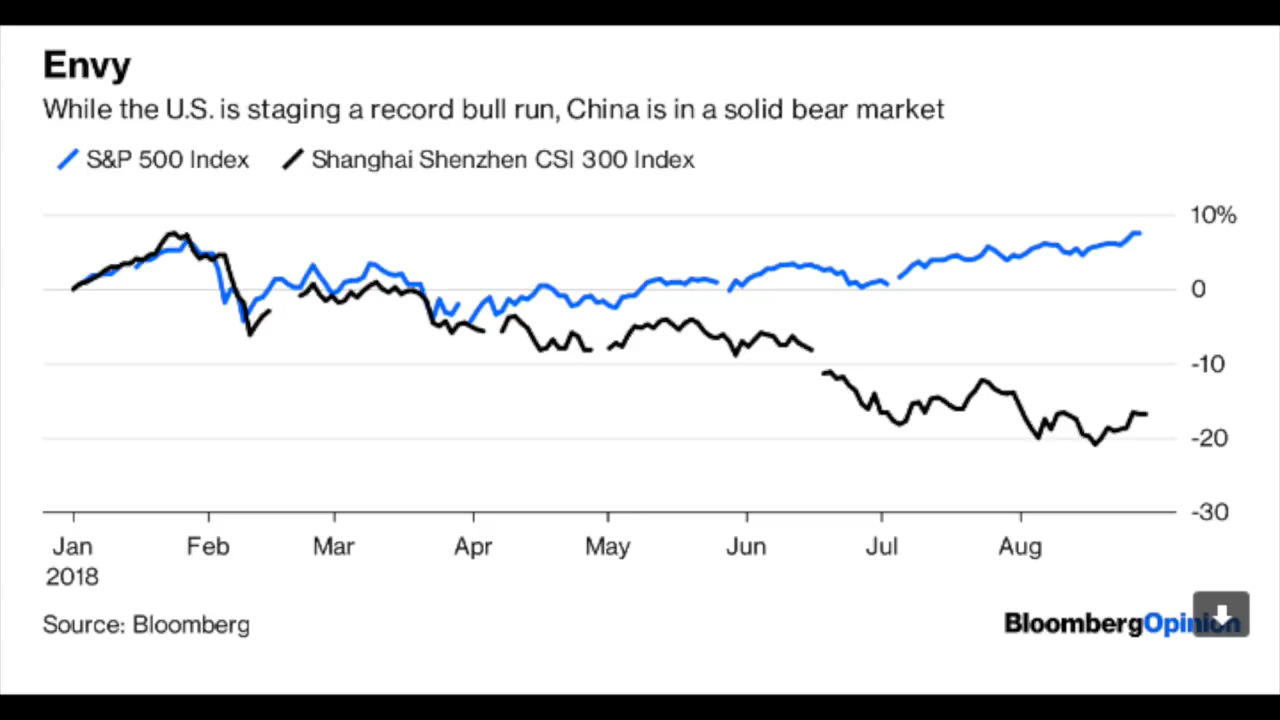 Envy
While the U.S. is staging a record bull run, China is in a solid bear market
S&P 500 Index Shanghai Shenzhen CSI 300 Index
10%
0
-10
-20
-30
Jan Feb Mar Apr May Jun Jul Aug
2018
Source: Bloomberg BloombergOpinion